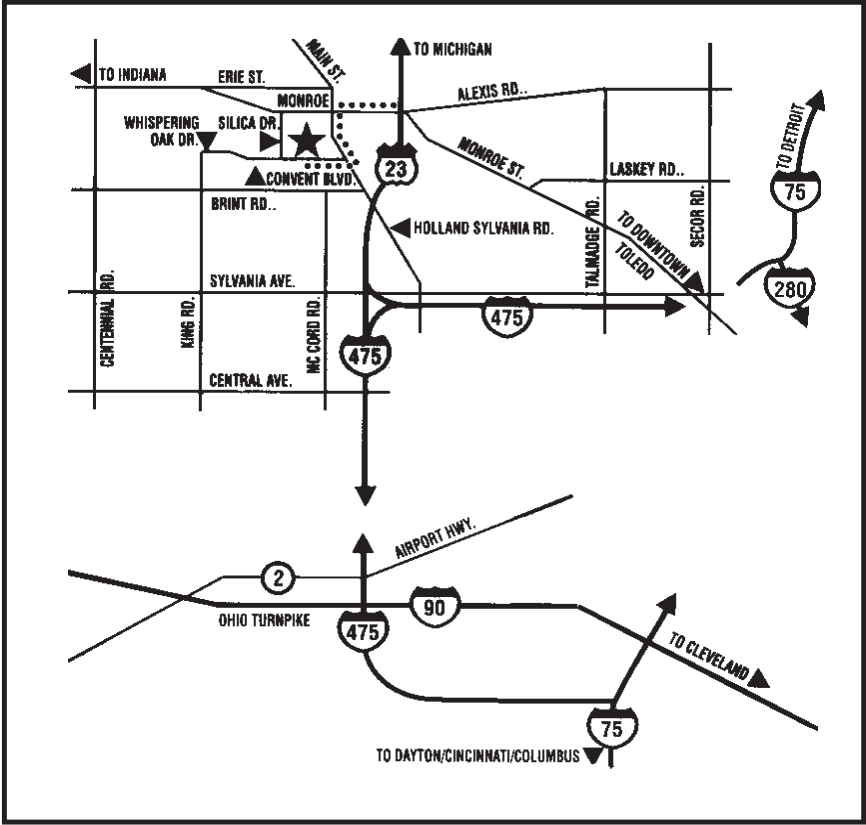 MAIN ST.
TO MICHIGAN
TO INDIANA
ERIE ST.
MONROE
ALEXIS RD..
WHISPERING
OAK DR.
SILICA DR.
23
MONROE ST.
LASKEY RD..
TO DETROIT
75
CONVENT BLVD.
BRINT RD..
HOLLAND SYLVANIA RD.
TALMADGE RD.
TO DOWNTOWN
TOLEDO
SECOR RD.
280
CENTENNIAL RD.
KING RD.
SYLVANIA AVE.
MC CORD RD.
475
475
CENTRAL AVE.
AIRPORT HWY.
2
90
OHIO TURNPIKE
475
TO CLEVELAND
75
TO DAYTON/CINCINNATI/COLUMBUS